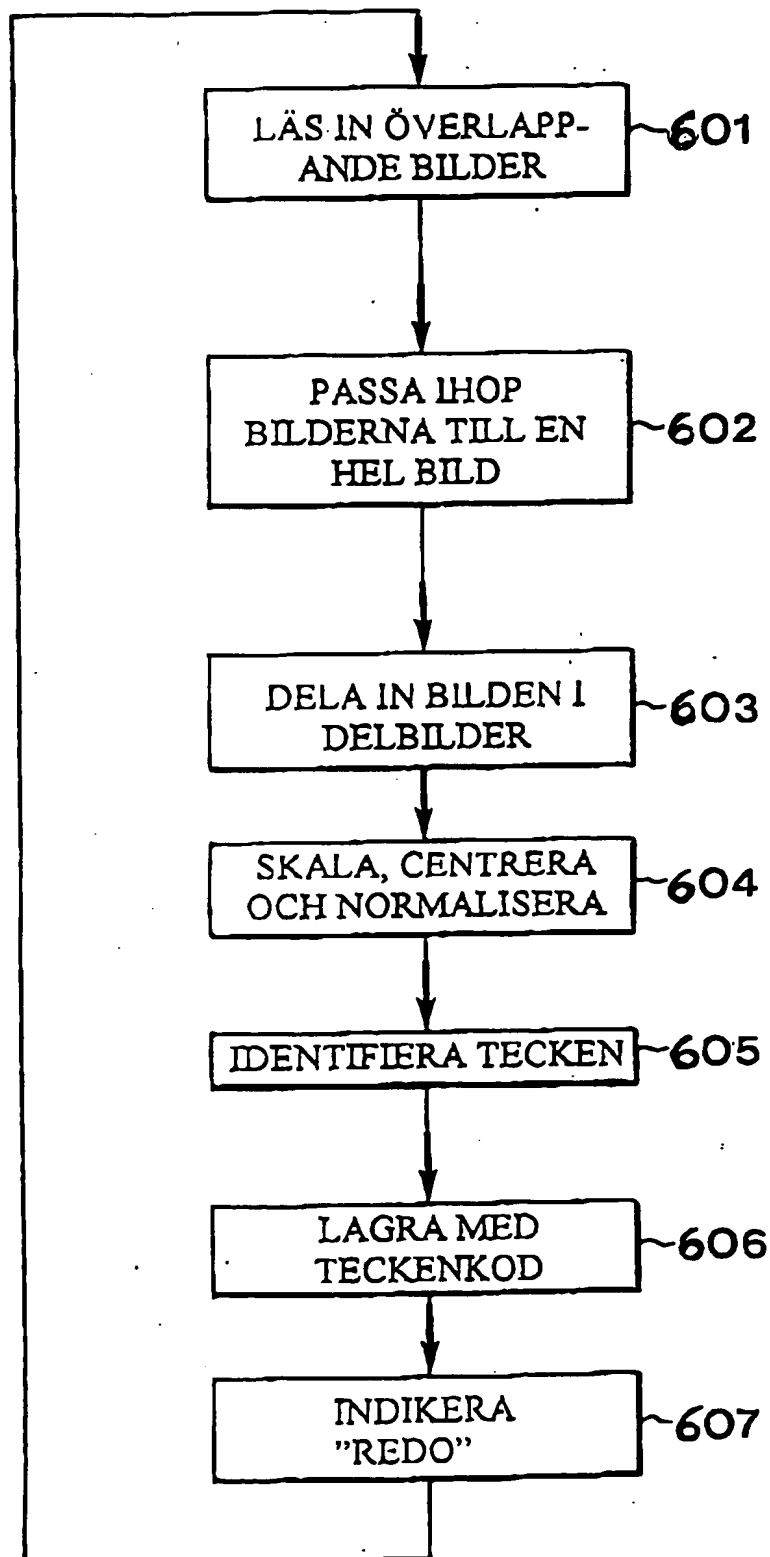 LÄS IN ÖVERLAPP-
ANDE BILDER
601
PASSA IHOP
BILDERNA TILL EN
HEL BILD
602
DELA IN BILDEN I
DELBILDER
603
SKALA, CENTRERA
OCH NORMALISERA
604
IDENTIFIERA TECKEN
605
LAGRA MED
TECKENKOD
606
INDIKERA
”REDO”
607